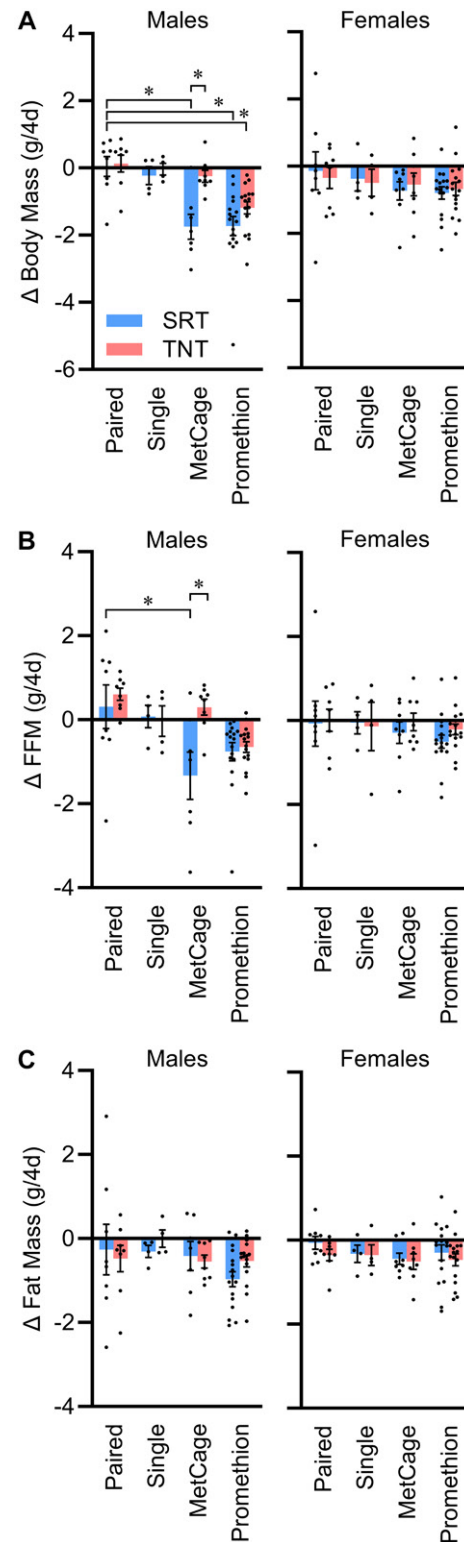 A
Males
Females
Δ Body Mass (g/4d)
4
2
0
-2
-4
-6
*
*
*
*
SRT
TNT
Paired
Single
MetCage
Promethion
Paired
Single
MetCage
Promethion
B
Males
Females
Δ FFM (g/4d)
4
2
0
-2
-4
*
*
Paired
Single
MetCage
Promethion
Paired
Single
MetCage
Promethion
C
Males
Females
Δ Fat Mass (g/4d)
4
2
0
-2
-4
Paired
Single
MetCage
Promethion
Paired
Single
MetCage
Promethion